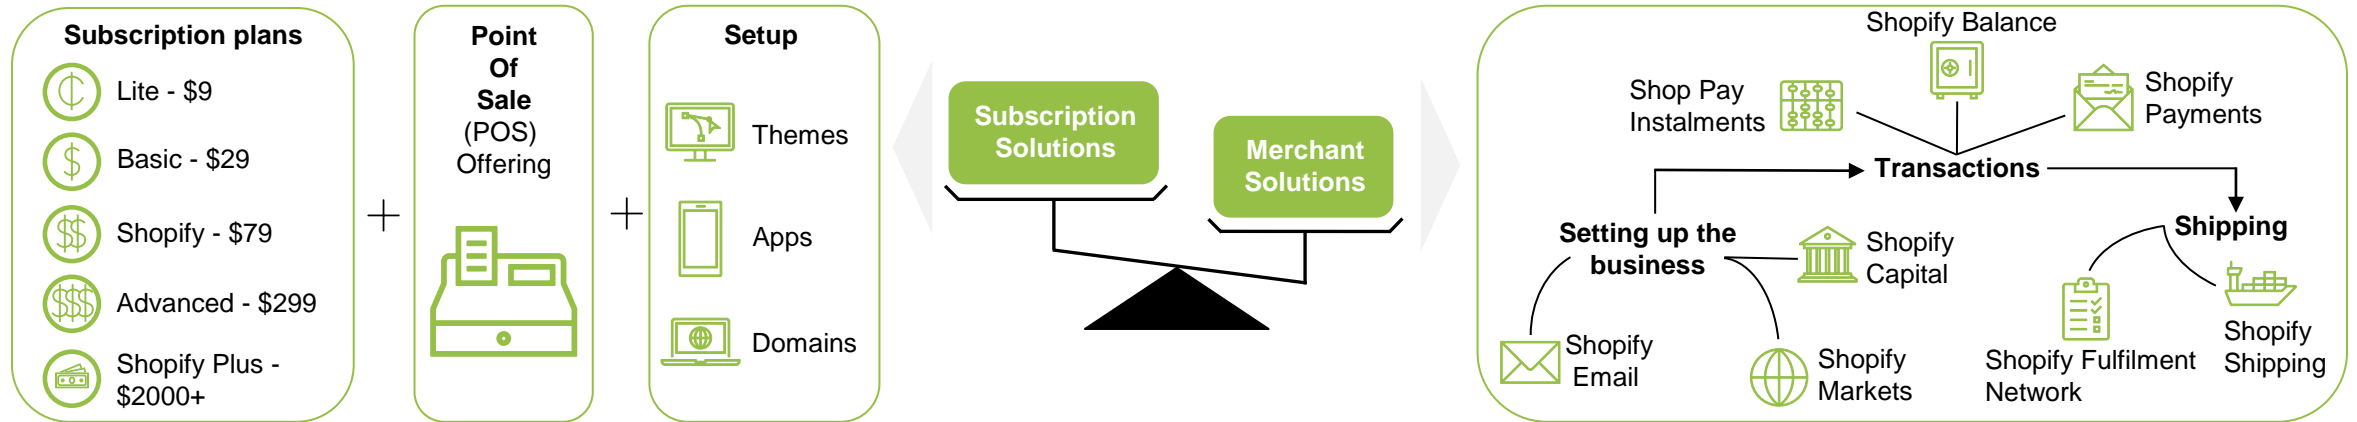 Subscription plans
Lite - $9
Basic - $29
Shopify - $79
Advanced - $299
Shopify Plus -
$2000+
Point
Of
Sale
(POS)
Offering
Setup
Themes
Apps
Domains
Subscription
Solutions
Merchant
Solutions
Shopify Balance
Shop Pay
Instalments
Shopify
Payments
Transactions
Setting up the
business
Shopify
Capital
Shopify
Email
Shopify
Markets
Shipping
Shopify Fulfilment
Network
Shopify
Shipping